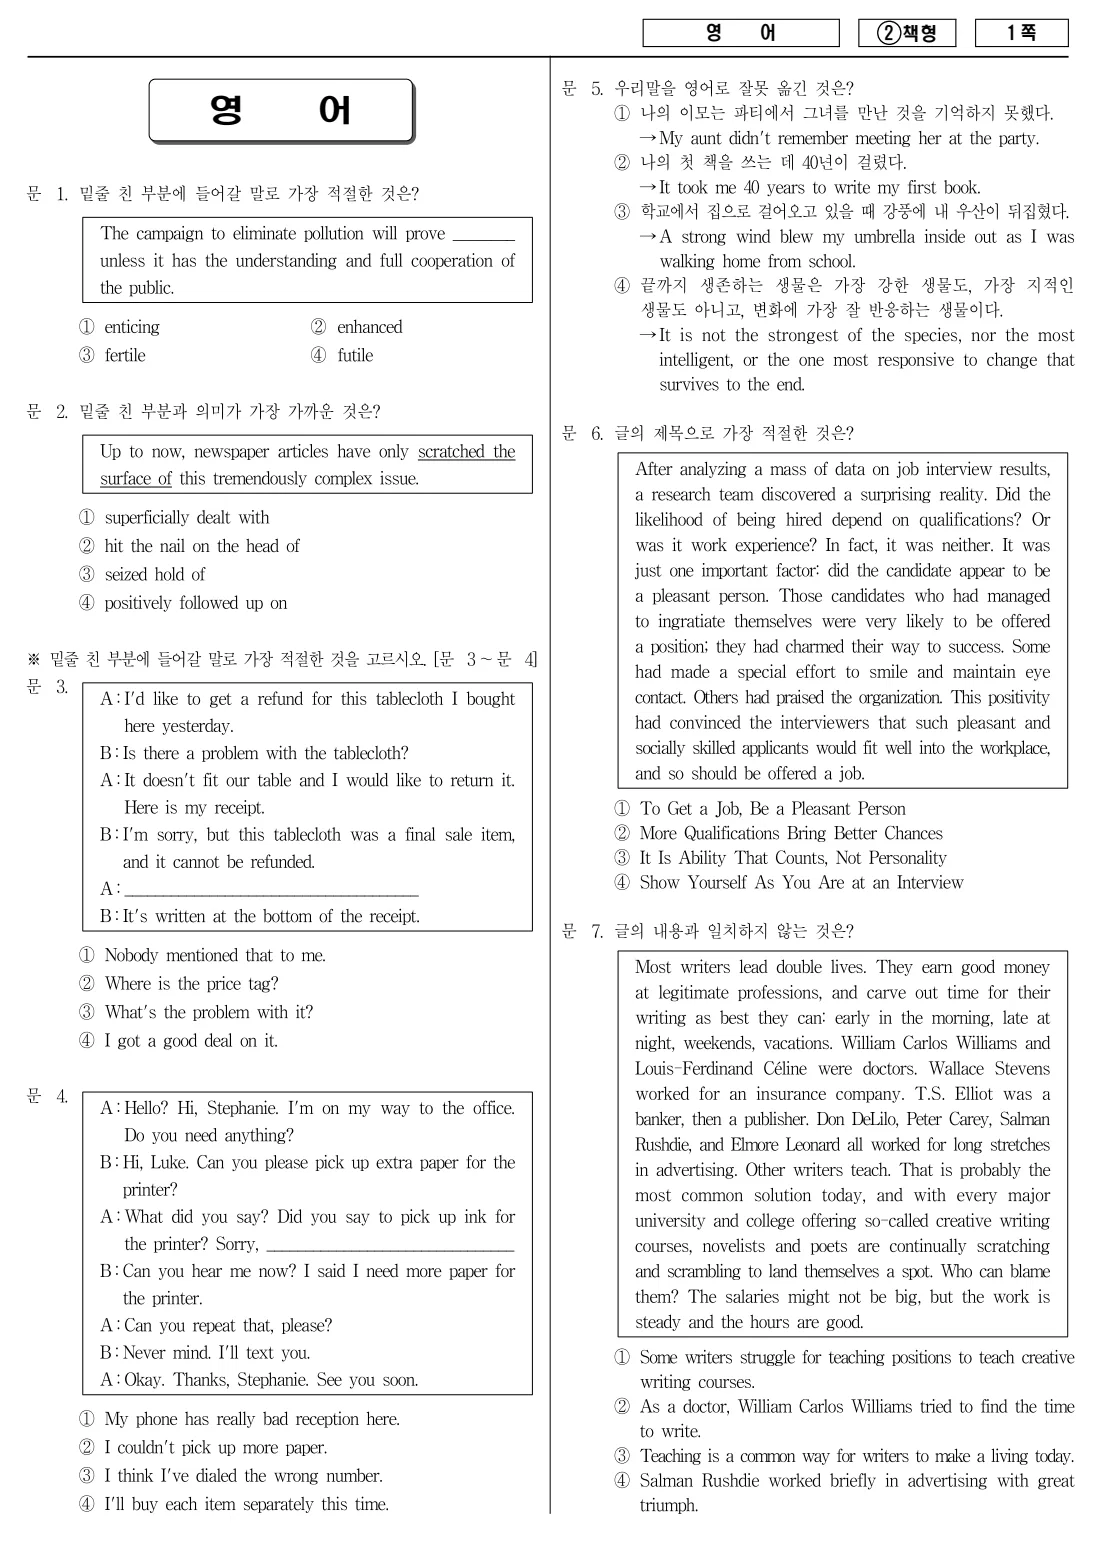 영 어
②책형
1쪽
영 어
문 1. 밑줄 친 부분에 들어갈 말로 가장 적절한 것은?
The campaign to eliminate pollution will prove _______
unless it has the understanding and full cooperation of
the public.
① enticing ② enhanced
③ fertile ④ futile
문 2. 밑줄 친 부분과 의미가 가장 가까운 것은?
Up to now, newspaper articles have only scratched the
surface of this tremendously complex issue.
① superficially dealt with
② hit the nail on the head of
③ seized hold of
④ positively followed up on
※ 밑줄 친 부분에 들어갈 말로 가장 적절한 것을 고르시오. [문 3 ~ 문 4]
문 3.
A : I'd like to get a refund for this tablecloth I bought
here yesterday.
B : Is there a problem with the tablecloth?
A : It doesn't fit our table and I would like to return it.
Here is my receipt.
B : I'm sorry, but this tablecloth was a final sale item,
and it cannot be refunded.
A : _________________________________
B : It's written at the bottom of the receipt.
① Nobody mentioned that to me.
② Where is the price tag?
③ What's the problem with it?
④ I got a good deal on it.
문 4.
A : Hello? Hi, Stephanie. I'm on my way to the office.
Do you need anything?
B : Hi, Luke. Can you please pick up extra paper for the
printer?
A : What did you say? Did you say to pick up ink for
the printer? Sorry, ____________________________
B : Can you hear me now? I said I need more paper for
the printer.
A : Can you repeat that, please?
B : Never mind. I'll text you.
A : Okay. Thanks, Stephanie. See you soon.
① My phone has really bad reception here.
② I couldn't pick up more paper.
③ I think I've dialed the wrong number.
④ I'll buy each item separately this time.
문 5. 우리말을 영어로 잘못 옮긴 것은?
① 나의 이모는 파티에서 그녀를 만난 것을 기억하지 못했다.
→ My aunt didn't remember meeting her at the party.
② 나의 첫 책을 쓰는 데 40년이 걸렸다.
→ It took me 40 years to write my first book.
③ 학교에서 집으로 걸어오고 있을 때 강풍에 내 우산이 뒤집혔다.
→ A strong wind blew my umbrella inside out as I was
walking home from school.
④ 끝까지 생존하는 생물은 가장 강한 생물도, 가장 지적인
생물도 아니고, 변화에 가장 잘 반응하는 생물이다.
→ It is not the strongest of the species, nor the most
intelligent, or the one most responsive to change that
survives to the end.
문 6. 글의 제목으로 가장 적절한 것은?
After analyzing a mass of data on job interview results,
a research team discovered a surprising reality. Did the
likelihood of being hired depend on qualifications? Or
was it work experience? In fact, it was neither. It was
just one important factor: did the candidate appear to be
a pleasant person. Those candidates who had managed
to ingratiate themselves were very likely to be offered
a position; they had charmed their way to success. Some
had made a special effort to smile and maintain eye
contact. Others had praised the organization. This positivity
had convinced the interviewers that such pleasant and
socially skilled applicants would fit well into the workplace,
and so should be offered a job.
① To Get a Job, Be a Pleasant Person
② More Qualifications Bring Better Chances
③ It Is Ability That Counts, Not Personality
④ Show Yourself As You Are at an Interview
문 7. 글의 내용과 일치하지 않는 것은?
Most writers lead double lives. They earn good money
at legitimate professions, and carve out time for their
writing as best they can: early in the morning, late at
night, weekends, vacations. William Carlos Williams and
Louis-Ferdinand Céline were doctors. Wallace Stevens
worked for an insurance company. T.S. Elliot was a
banker, then a publisher. Don DeLilo, Peter Carey, Salman
Rushdie, and Elmore Leonard all worked for long stretches
in advertising. Other writers teach. That is probably the
most common solution today, and with every major
university and college offering so-called creative writing
courses, novelists and poets are continually scratching
and scrambling to land themselves a spot. Who can blame
them? The salaries might not be big, but the work is
steady and the hours are good.
① Some writers struggle for teaching positions to teach creative
writing courses.
② As a doctor, William Carlos Williams tried to find the time
to write.
③ Teaching is a common way for writers to make a living today.
④ Salman Rushdie worked briefly in advertising with great
triumph.